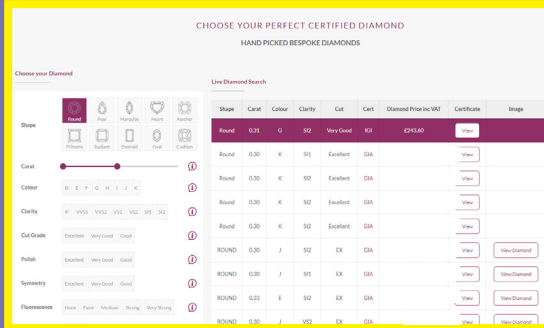 CHOOSE YOUR PERFECT CERTIFIED DIAMOND
HAND PICKED BESPOKE DIAMONDS
Choose your Diamond
Shape
Round Pear Marquise Heart Asscher
Princess Radiant Emerald Oval Cushion
Carat
Colour D E F G H I J K
Clarity IF VVS1 VVS2 VS1 VS2 SI1 SI2
Cut Grade Excellent Very Good Good
Polish Excellent Very Good Good
Symmetry Excellent Very Good Good
Fluorescence None Faint Medium Strong Very Strong
Live Diamond Search
Shape Carat Colour Clarity Cut Cert Diamond Price inc VAT Certificate Image
Round 0.31 G SI2 Very Good IGI £243.60 View
Round 0.30 K SI1 Excellent GIA View
Round 0.30 K SI2 Excellent GIA View
Round 0.30 K SI2 Excellent GIA View
Round 0.30 K SI2 Excellent GIA View
ROUND 0.30 J SI2 EX GIA View View Diamond
ROUND 0.30 J SI1 EX GIA View View Diamond
ROUND 0.33 E SI2 EX GIA View View Diamond
ROUND 0.30 J VS2 EX GIA View View Diamond